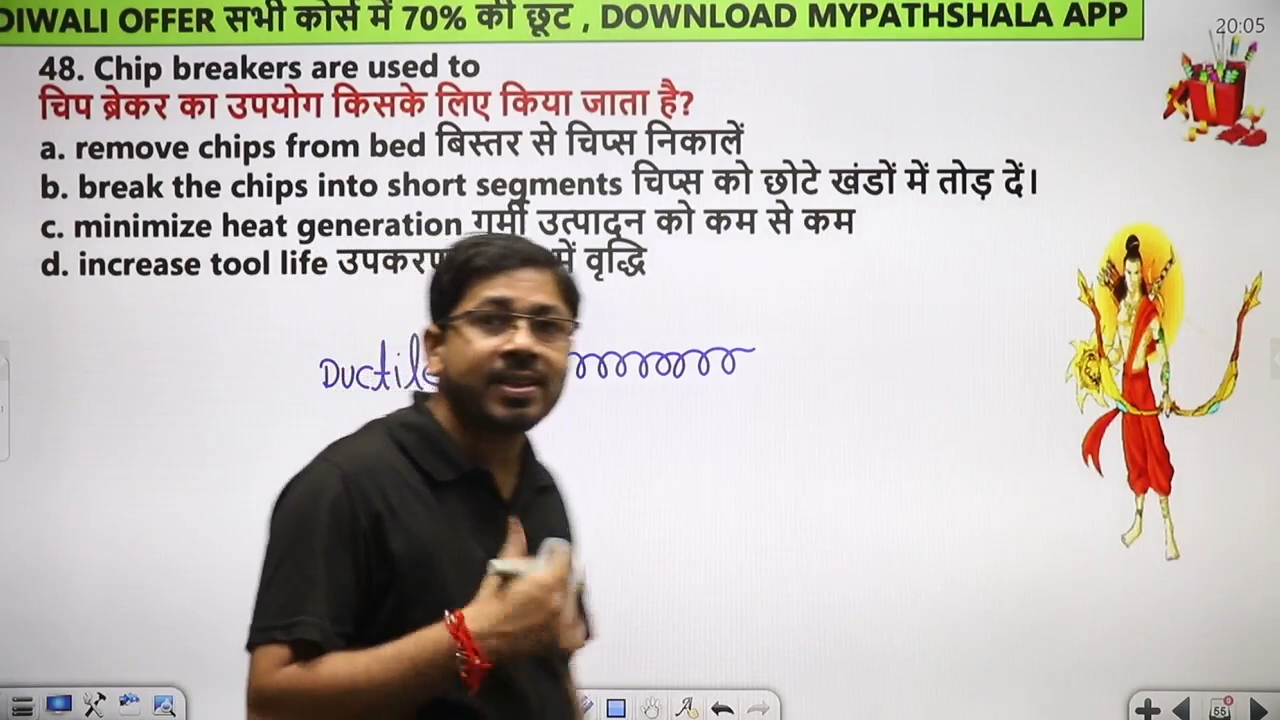 DIWALI OFFER सभी कोर्स में 70% की छूट , DOWNLOAD MYPATHSHALA APP
20:05
48. Chip breakers are used to
चिप ब्रेकर का उपयोग किसके लिए किया जाता है?
a. remove chips from bed बिस्तर से चिप्स निकालें
b. break the chips into short segments चिप्स को छोटे खंडों में तोड़ दें।
c. minimize heat generation गर्मी उत्पादन को कम से कम
d. increase tool life में वृद्धि
55